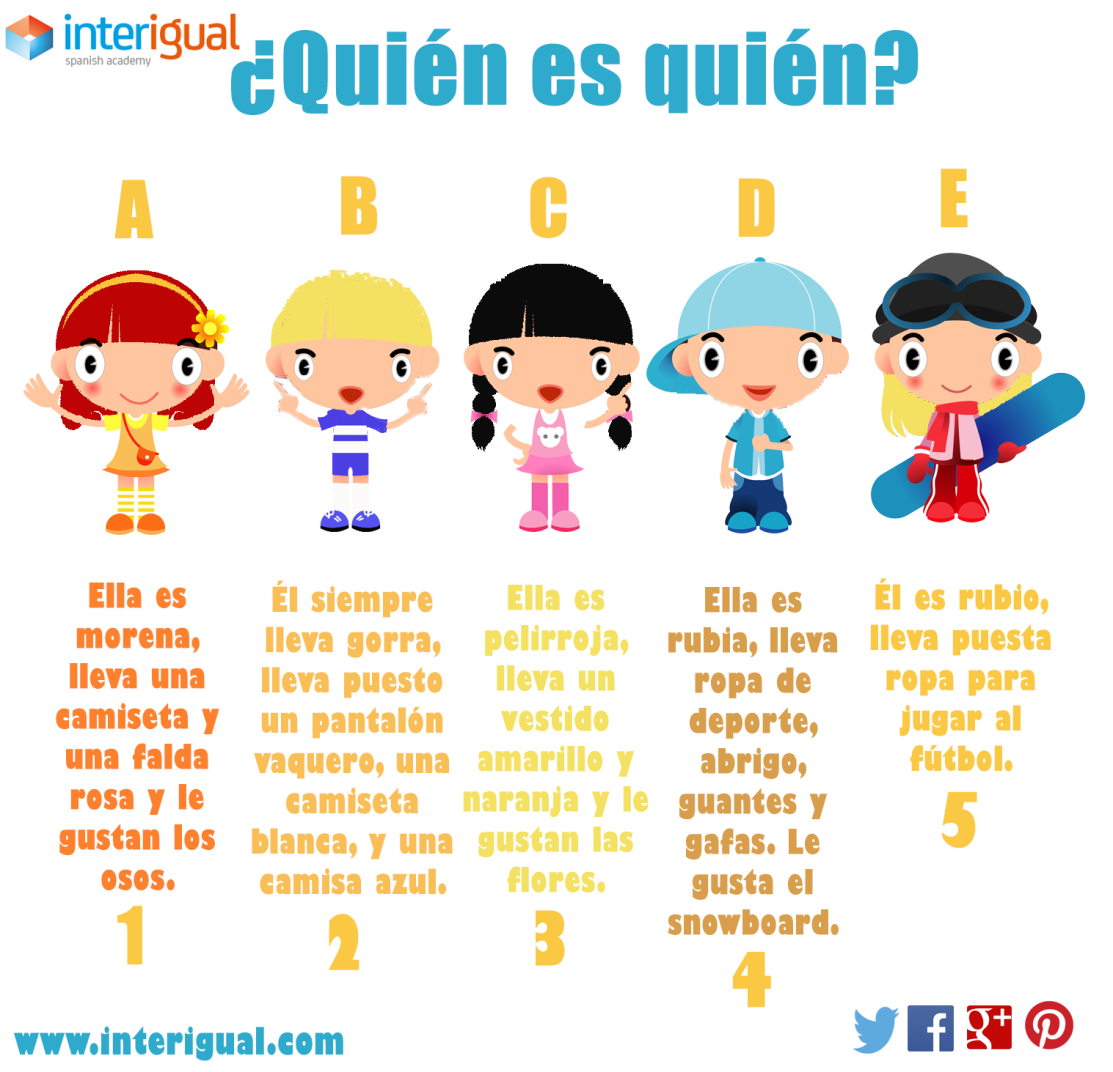 interigual
spanish academy
¿Quién es quién?
A
B
C
D
E
Ella es
morena,
lleva una
camiseta y
una falda
rosa y le
gustan los
osos.
1
Él siempre
lleva gorra,
lleva puesto
un pantalón
vaquero, una
camiseta
blanca, y una
camisa azul.
2
Ella es
pelirroja,
lleva un
vestido
amarillo y
naranja y le
gustan las
flores.
3
Ella es
rubia, lleva
ropa de
deporte,
abrigo,
guantes y
gafas. Le
gusta el
snowboard.
4
Él es rubio,
lleva puesta
ropa para
jugar al
fútbol.
5
www.interigual.com
f
g+